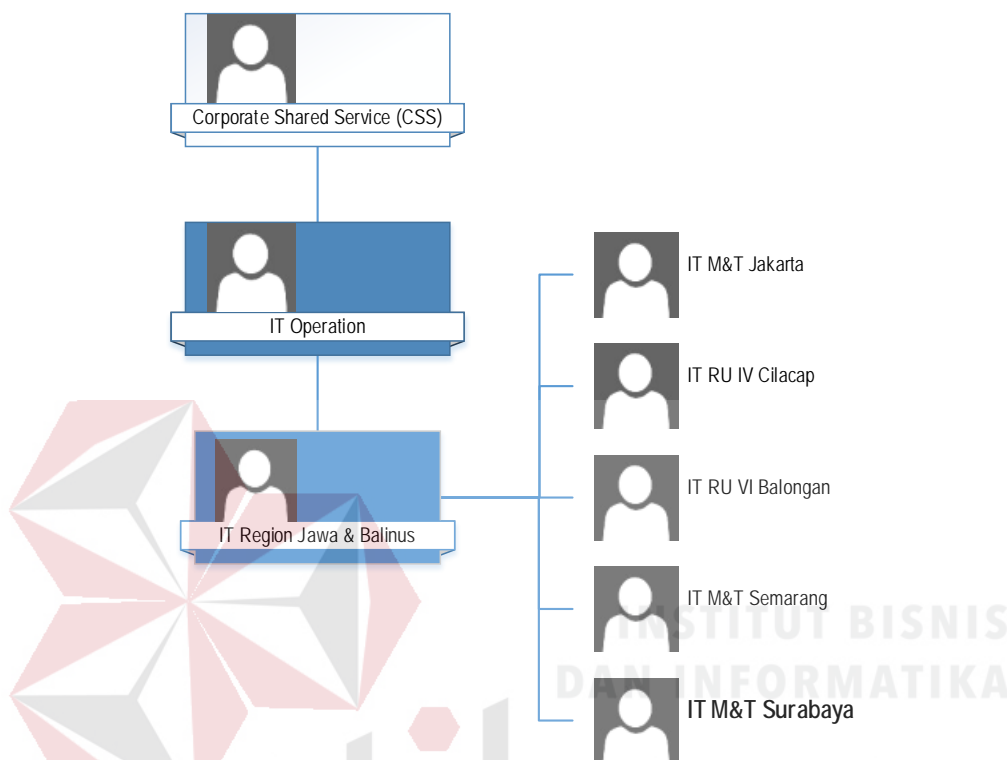 Corporate Shared Service (CSS)
IT Operation
IT Region Jawa & Balinus
IT M&T Jakarta
IT RU IV Cilacap
IT RU VI Balongan
IT M&T Semarang
IT M&T Surabaya
INSTITUT BISNIS
DAN INFORMATIKA